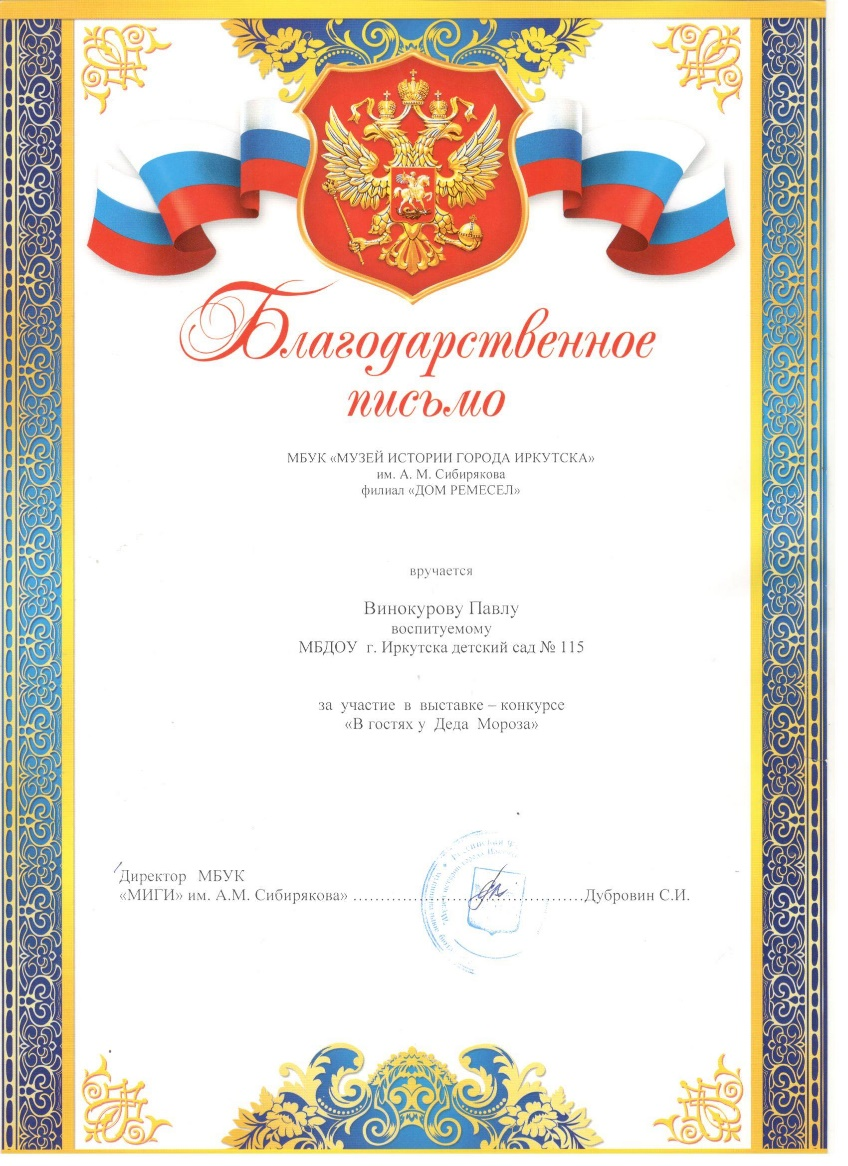 Благодарственное
письмо
МБУК «МУЗЕЙ ИСТОРИИ ГОРОДА ИРКУТСКА»
им. А. М. Сибирякова
филиал «ДОМ РЕМЕСЕЛ»
вручается
Винокурову Павлу
воспитуемому
МБДОУ г. Иркутска детский сад № 115
за участие в выставке – конкурсе
«В гостях у Деда Мороза»
Директор МБУК
«МИГИ» им. А.М. Сибирякова» ……………………………………Дубровин С.И.